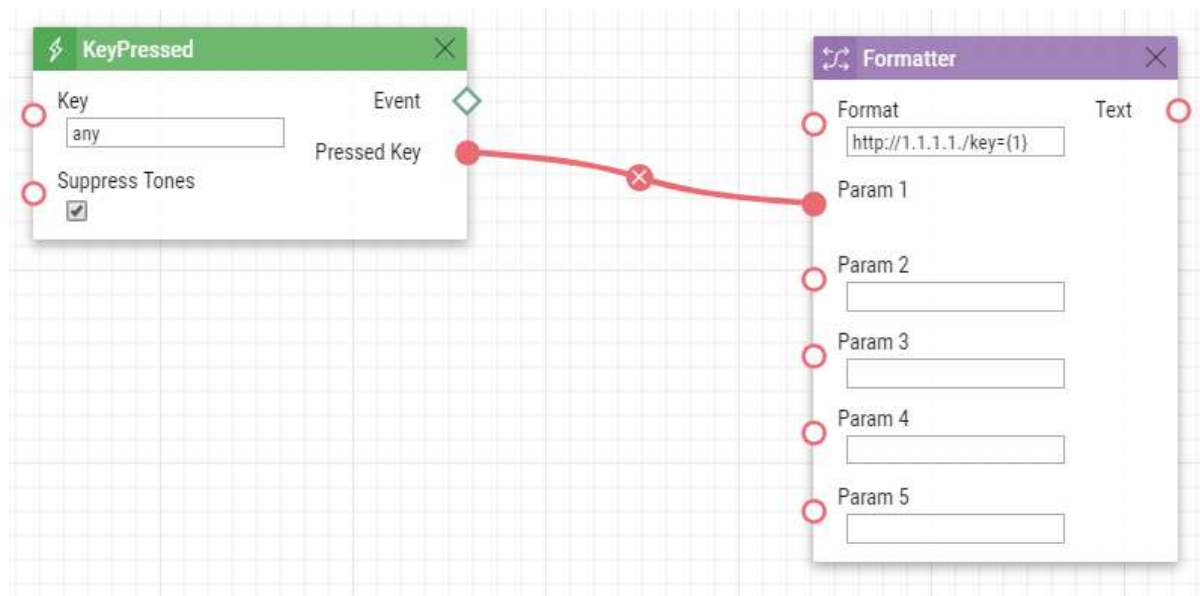 KeyPressed
Key
any
Event
Pressed Key
Suppress Tones
Formatter
Format
http://1.1.1.1./key={1}
Text
Param 1
Param 2
Param 3
Param 4
Param 5